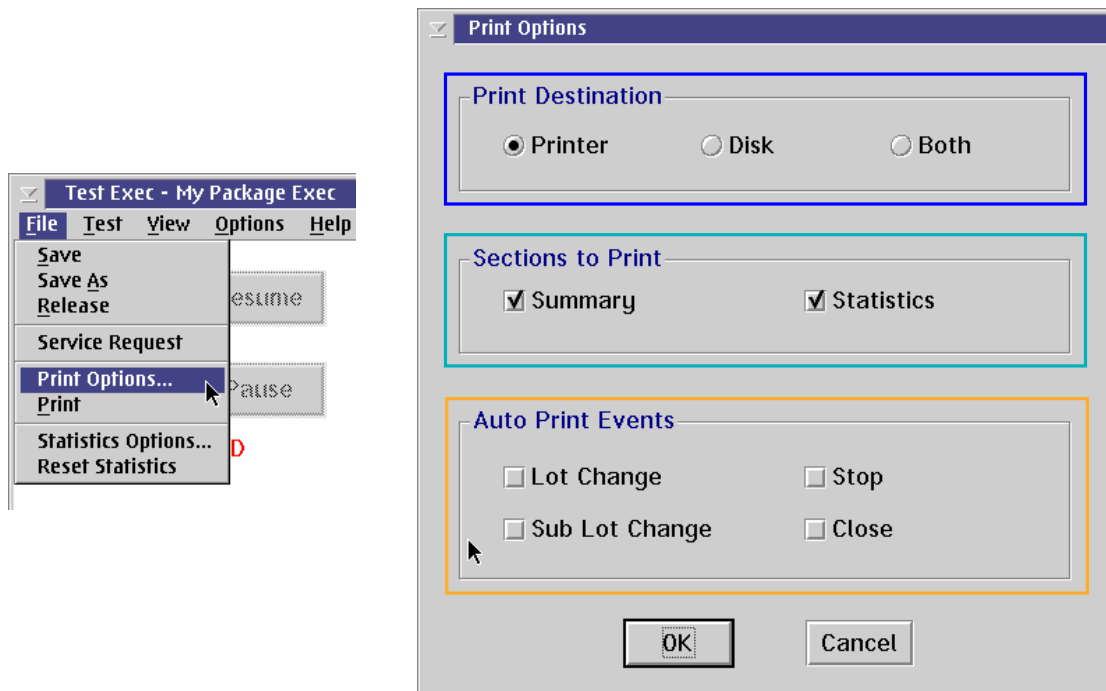 Test Exec - My Package Exec
File Test View Options Help
Save
Save As
Release
Service Request
Print Options...
Print
Statistics Options...
Reset Statistics
esume
Pause
D
Print Options
Print Destination
Printer Disk Both
Sections to Print
Summary Statistics
Auto Print Events
Lot Change Stop
Sub Lot Change Close
OK Cancel